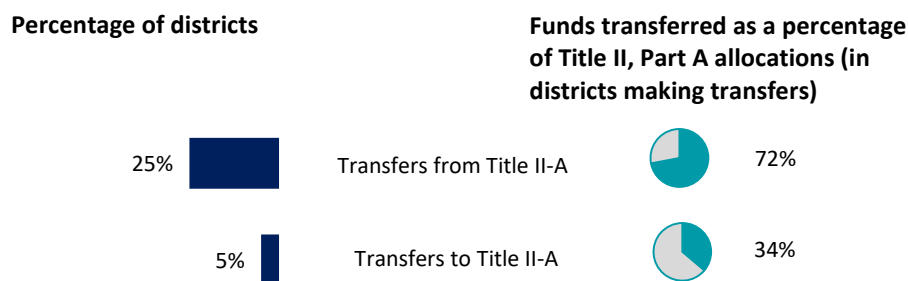 Percentage of districts
Funds transferred as a percentage
of Title II, Part A allocations (in
districts making transfers)
25%
Transfers from Title II-A
72%
5%
Transfers to Title II-A
34%